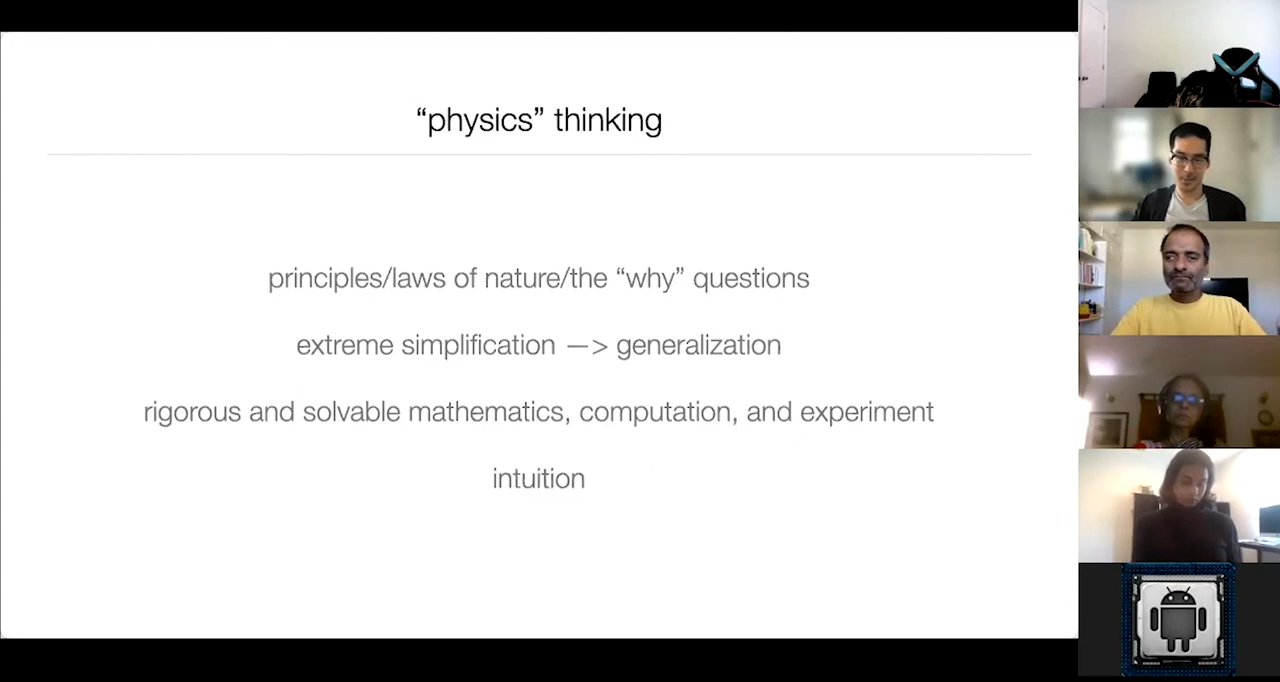 “physics” thinking
principles/laws of nature/the “why” questions
extreme simplification —> generalization
rigorous and solvable mathematics, computation, and experiment
intuition